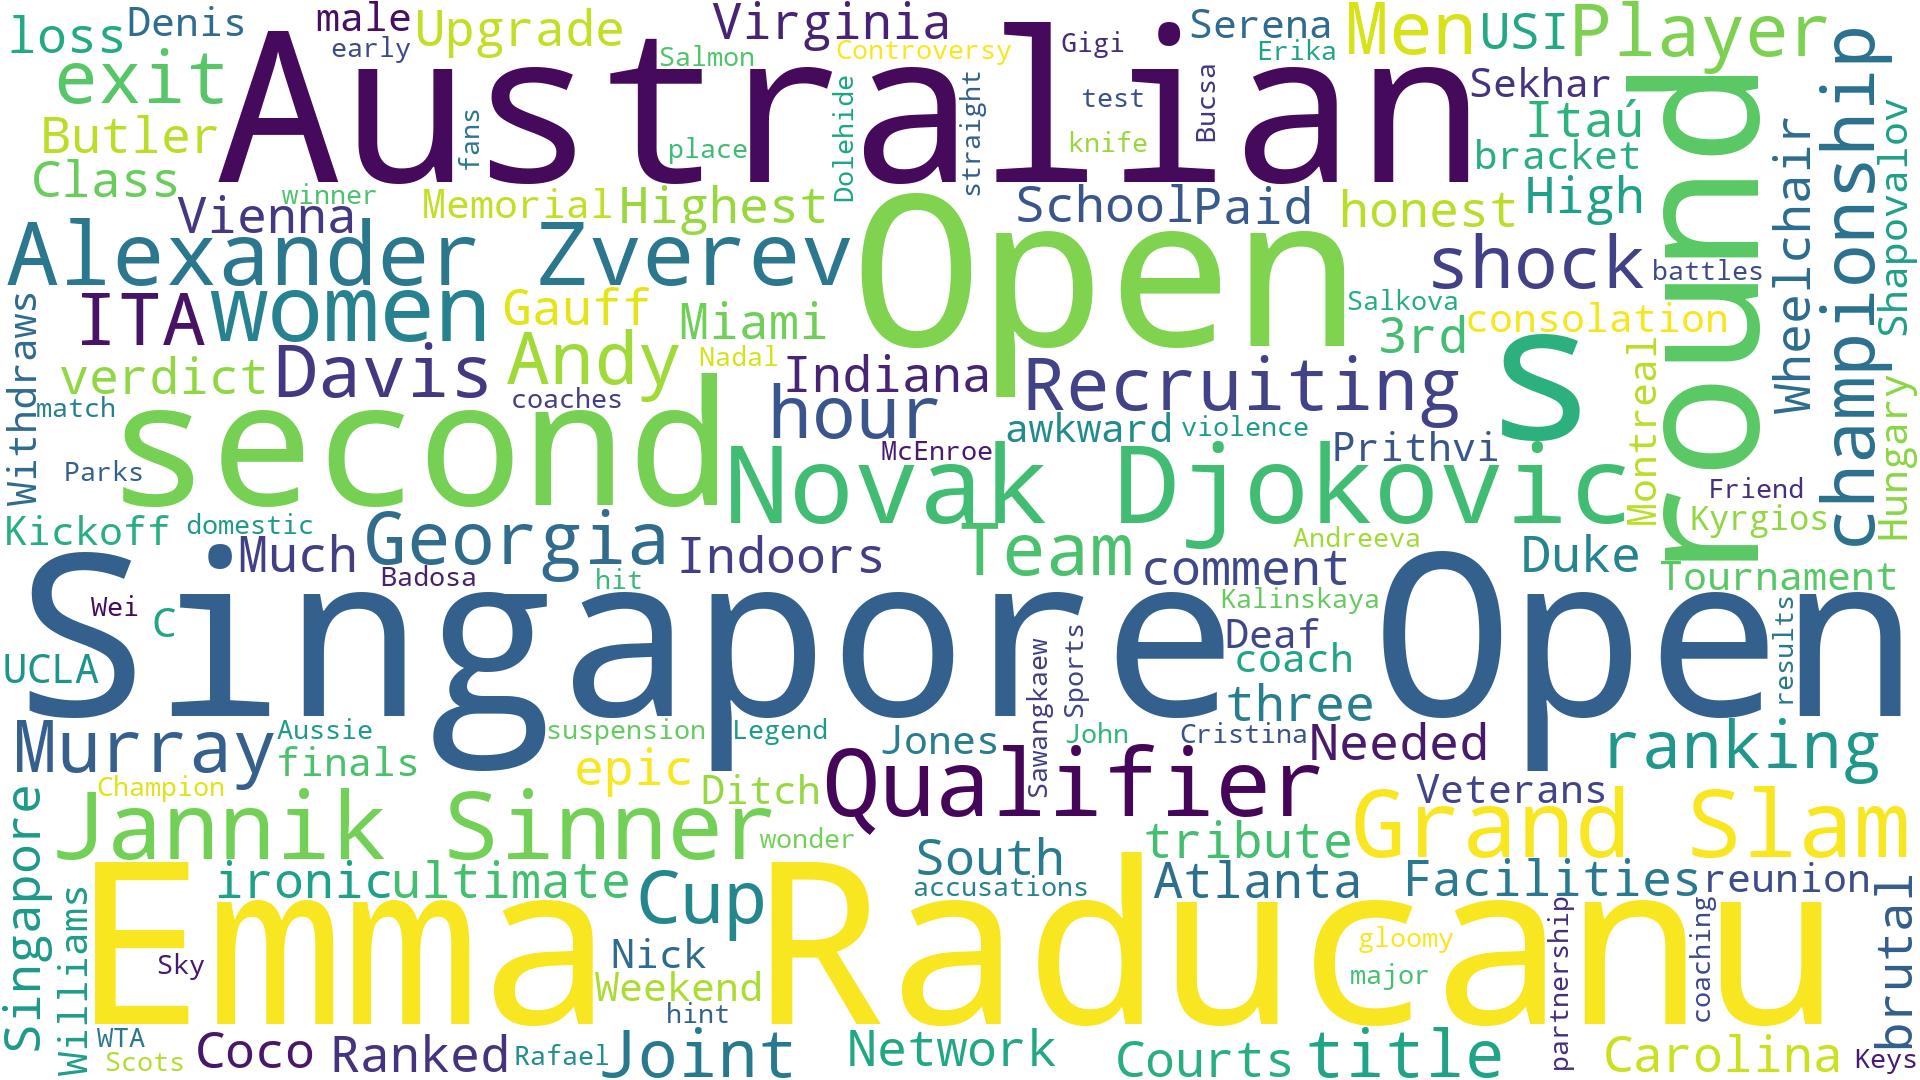 loss
Denis
male
early
Upgrade
Virginia
Salmon
Controversy
Gigi
Serena
Erika
Men
USI
Player
exit
Australian
Sekhar
Butler
fans
place
Dolehide
straight
test
knife
Bucsa
Itaú
bracket
round
Wheelchair
championship
Shapovalov
Class
winner
Vienna
Memorial
Highest
School
Paid
honest
High
Alexander Zverev
Open
shock
battles
ITA
women
Gauff
Miami
Salkova
3rd
consolation
Withdraws
verdict
Davis
Andy
Nadal
Indiana
Recruiting
s
Montreal
Hungary
match
second
coaches
hour
awkward
violence
Prithvi
Parks
McEnroe
Novak Djokovic
Friend
Kyrgios
Kickoff
domestic
Georgia
Much
Indoors
Team
Andreeva
comment
Duke
Tournament
Badosa
hit
Wei
C
Singapore Open
Kalinskaya
Deaf
coach
results
UCLA
Sawangkaew
Sports
three
Murray
Aussie
suspension
Legend
Jones
John
Cristina
Needed
ranking
finals
epic
Champion
Ditch
Qualifier
Veterans
Singapore
Jannik Sinner
wonder
tribute
Grand Slam
South
accusations
Atlanta
Facilities
reunion
ironic
ultimate
Cup
Williams
Emma Raducanu
brutal
Nick
Sky
gloomy
major
partnership
coaching
Weekend
hint
WTA
Scots
Coco
Ranked
Rafael
Joint
Network
Courts
title
Carolina
Keys